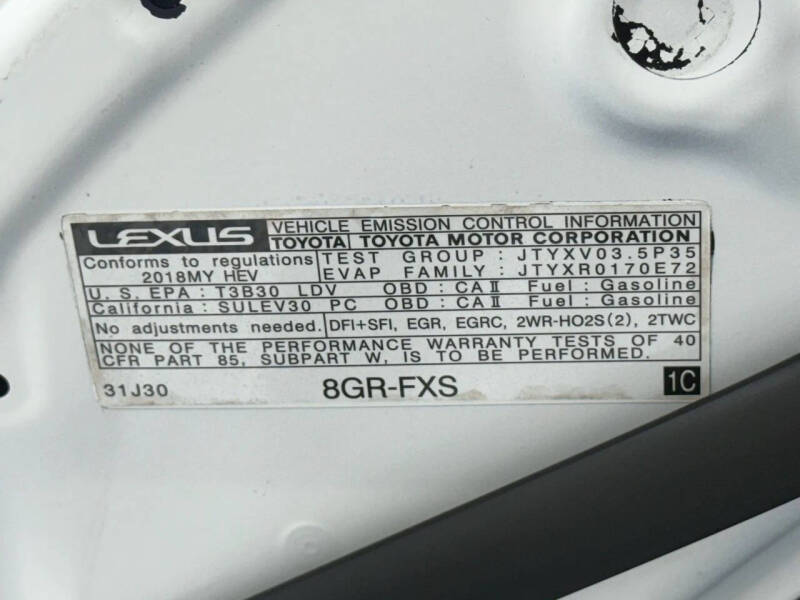 LEXUS VEHICLE EMISSION CONTROL INFORMATION
TOYOTA TOYOTA MOTOR CORPORATION
Conforms to regulations TEST GROUP : JTYXV03.5P35
2018MY HEV EVAP FAMILY : JTYXR0170E72
U. S. EPA : T3B30 LDV OBD : CA II Fuel : Gasoline
California : SULEV30 PC OBD : CA II Fuel : Gasoline
No adjustments needed. DFI+SFI, EGR, EGRC, 2WR-HO2S(2), 2TWC
NONE OF THE PERFORMANCE WARRANTY TESTS OF 40
CFR PART 85, SUBPART W, IS TO BE CONDUCTED.
31J30 8GR-FXS 1C